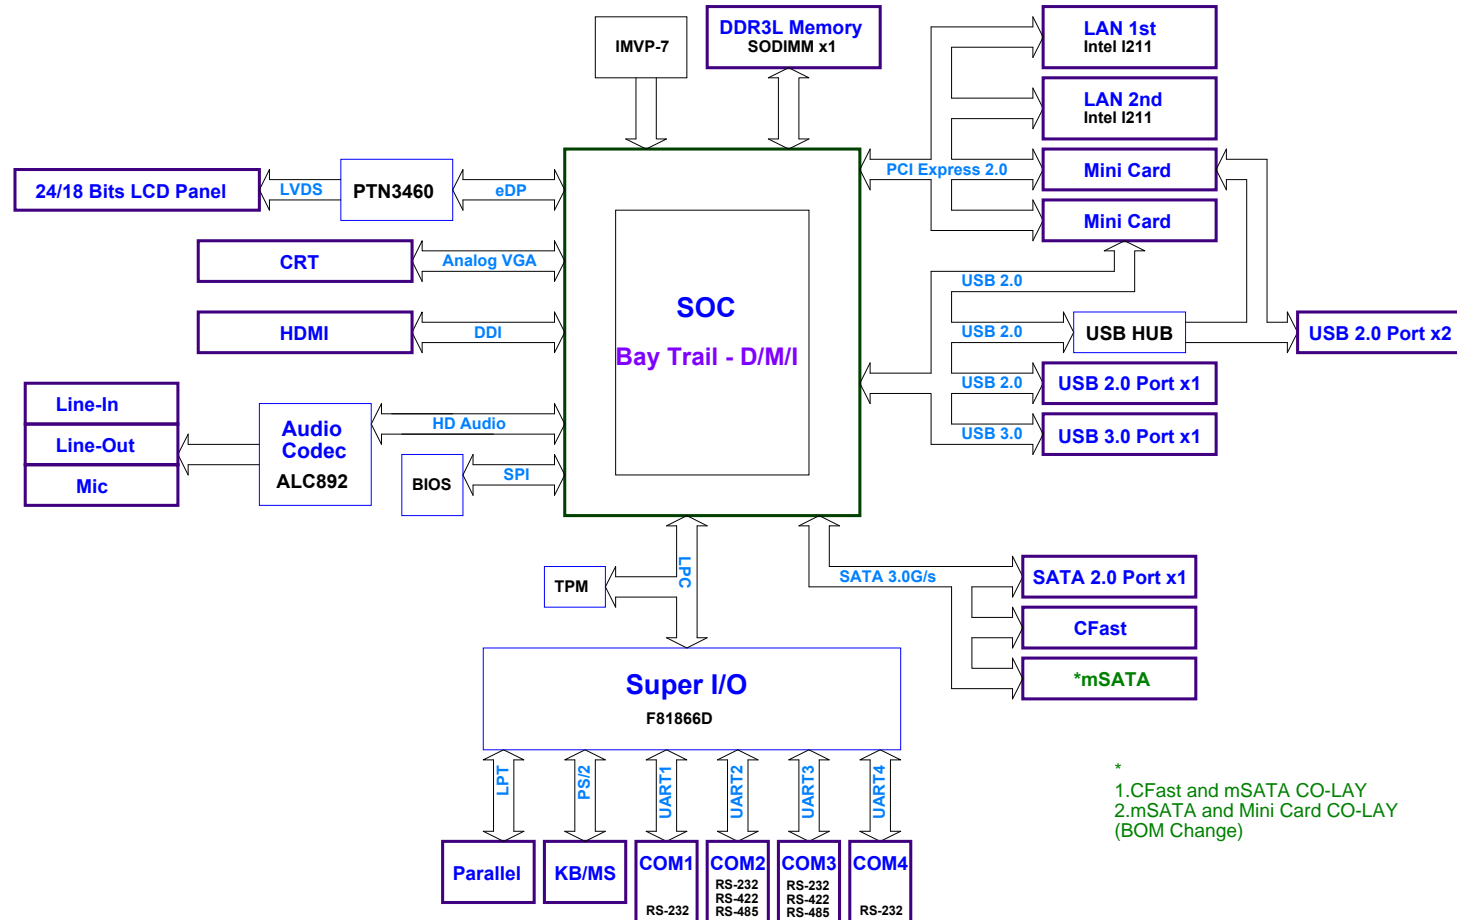 IMVP-7
DDR3L Memory
SODIMM x1
LAN 1st
Intel I211
LAN 2nd
Intel I211
PCI Express 2.0
Mini Card
Mini Card
24/18 Bits LCD Panel
LVDS
PTN3460
eDP
CRT
Analog VGA
HDMI
DDI
SOC
Bay Trail - D/M/I
USB 2.0
USB 2.0
USB HUB
USB 2.0 Port x2
USB 2.0
USB 2.0 Port x1
USB 3.0
USB 3.0 Port x1
Line-In
Line-Out
Mic
Audio
Codec
ALC892
HD Audio
BIOS
SPI
TPM
LPC
SATA 3.0G/s
SATA 2.0 Port x1
CFast
*mSATA
Super I/O
F81866D
LPT
PS/2
UART1
UART2
UART3
UART4
Parallel
KB/MS
COM1
RS-232
COM2
RS-232
RS-422
RS-485
COM3
RS-232
RS-422
RS-485
COM4
RS-232
*
1.CFast and mSATA CO-LAY
2.mSATA and Mini Card CO-LAY
(BOM Change)